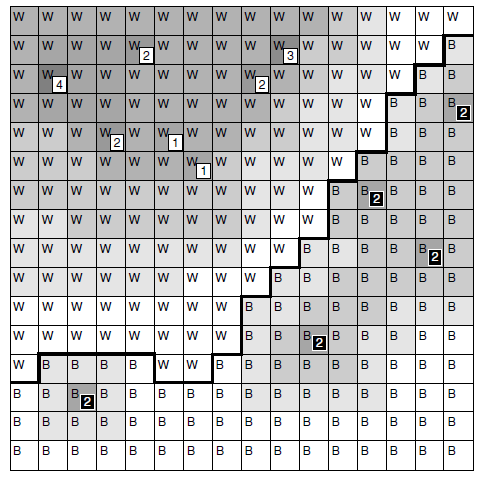 W W W W W W W W W W W W W W W W
W W W W W 2 W W W W W 3 W W W W W B
W W 4 W W W W W W W 2 W W W W W B B
W W W W W W W W W W W W W B B B 2
W W W W 2 W W 1 W W W W W W W B B B
W W W W W W W 1 W W W W W B B B B
W W W W W W W W W W W B B 2 B B B
W W W W W W W W W W W B B B B B
W W W W W W W W W W B B B B B 2 B
W W W W W W W W W B B B B B B B
W W W W W W W W B B B B B B B B
W W W W W W W W B B B 2 B B B B B
W B B B B W W B B B B B B B B B
B B B 2 B B B B B B B B B B B B B
B B B B B B B B B B B B B B B B
B B B B B B B B B B B B B B B B